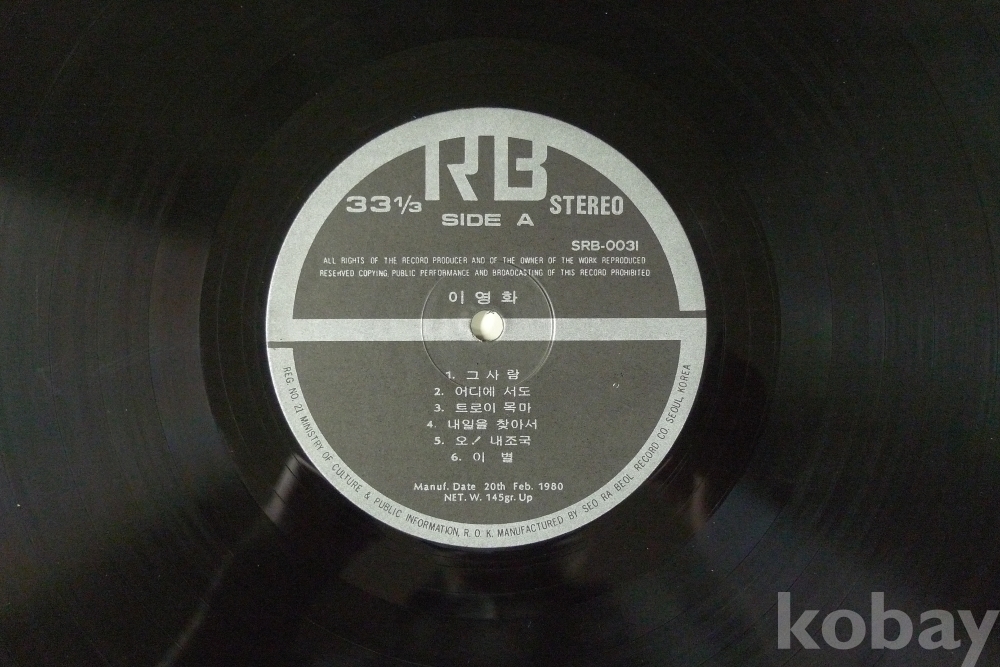 RB
33 1/3
STEREO
SIDE A
SRB-0031
ALL RIGHTS OF THE RECORD PRODUCER AND OF THE OWNER OF THE WORK REPRODUCED
RESERVED COPYING, PUBLIC PERFORMANCE AND BROADCASTING OF THIS RECORD PROHIBITED
이영화
1. 그 사람
2. 어디에 서도
3. 트로이 목마
4. 내일을 찾아서
5. 오! 내조국
6. 이 별
Manuf. Date 20th Feb. 1980
NET. W. 145gr. Up
REG. NO. 21 MINISTRY OF CULTURE & PUBLIC INFORMATION, R. O. K. MANUFACTURED BY SEO RA BEOL RECORD CO. SEOUL, KOREA
kobay